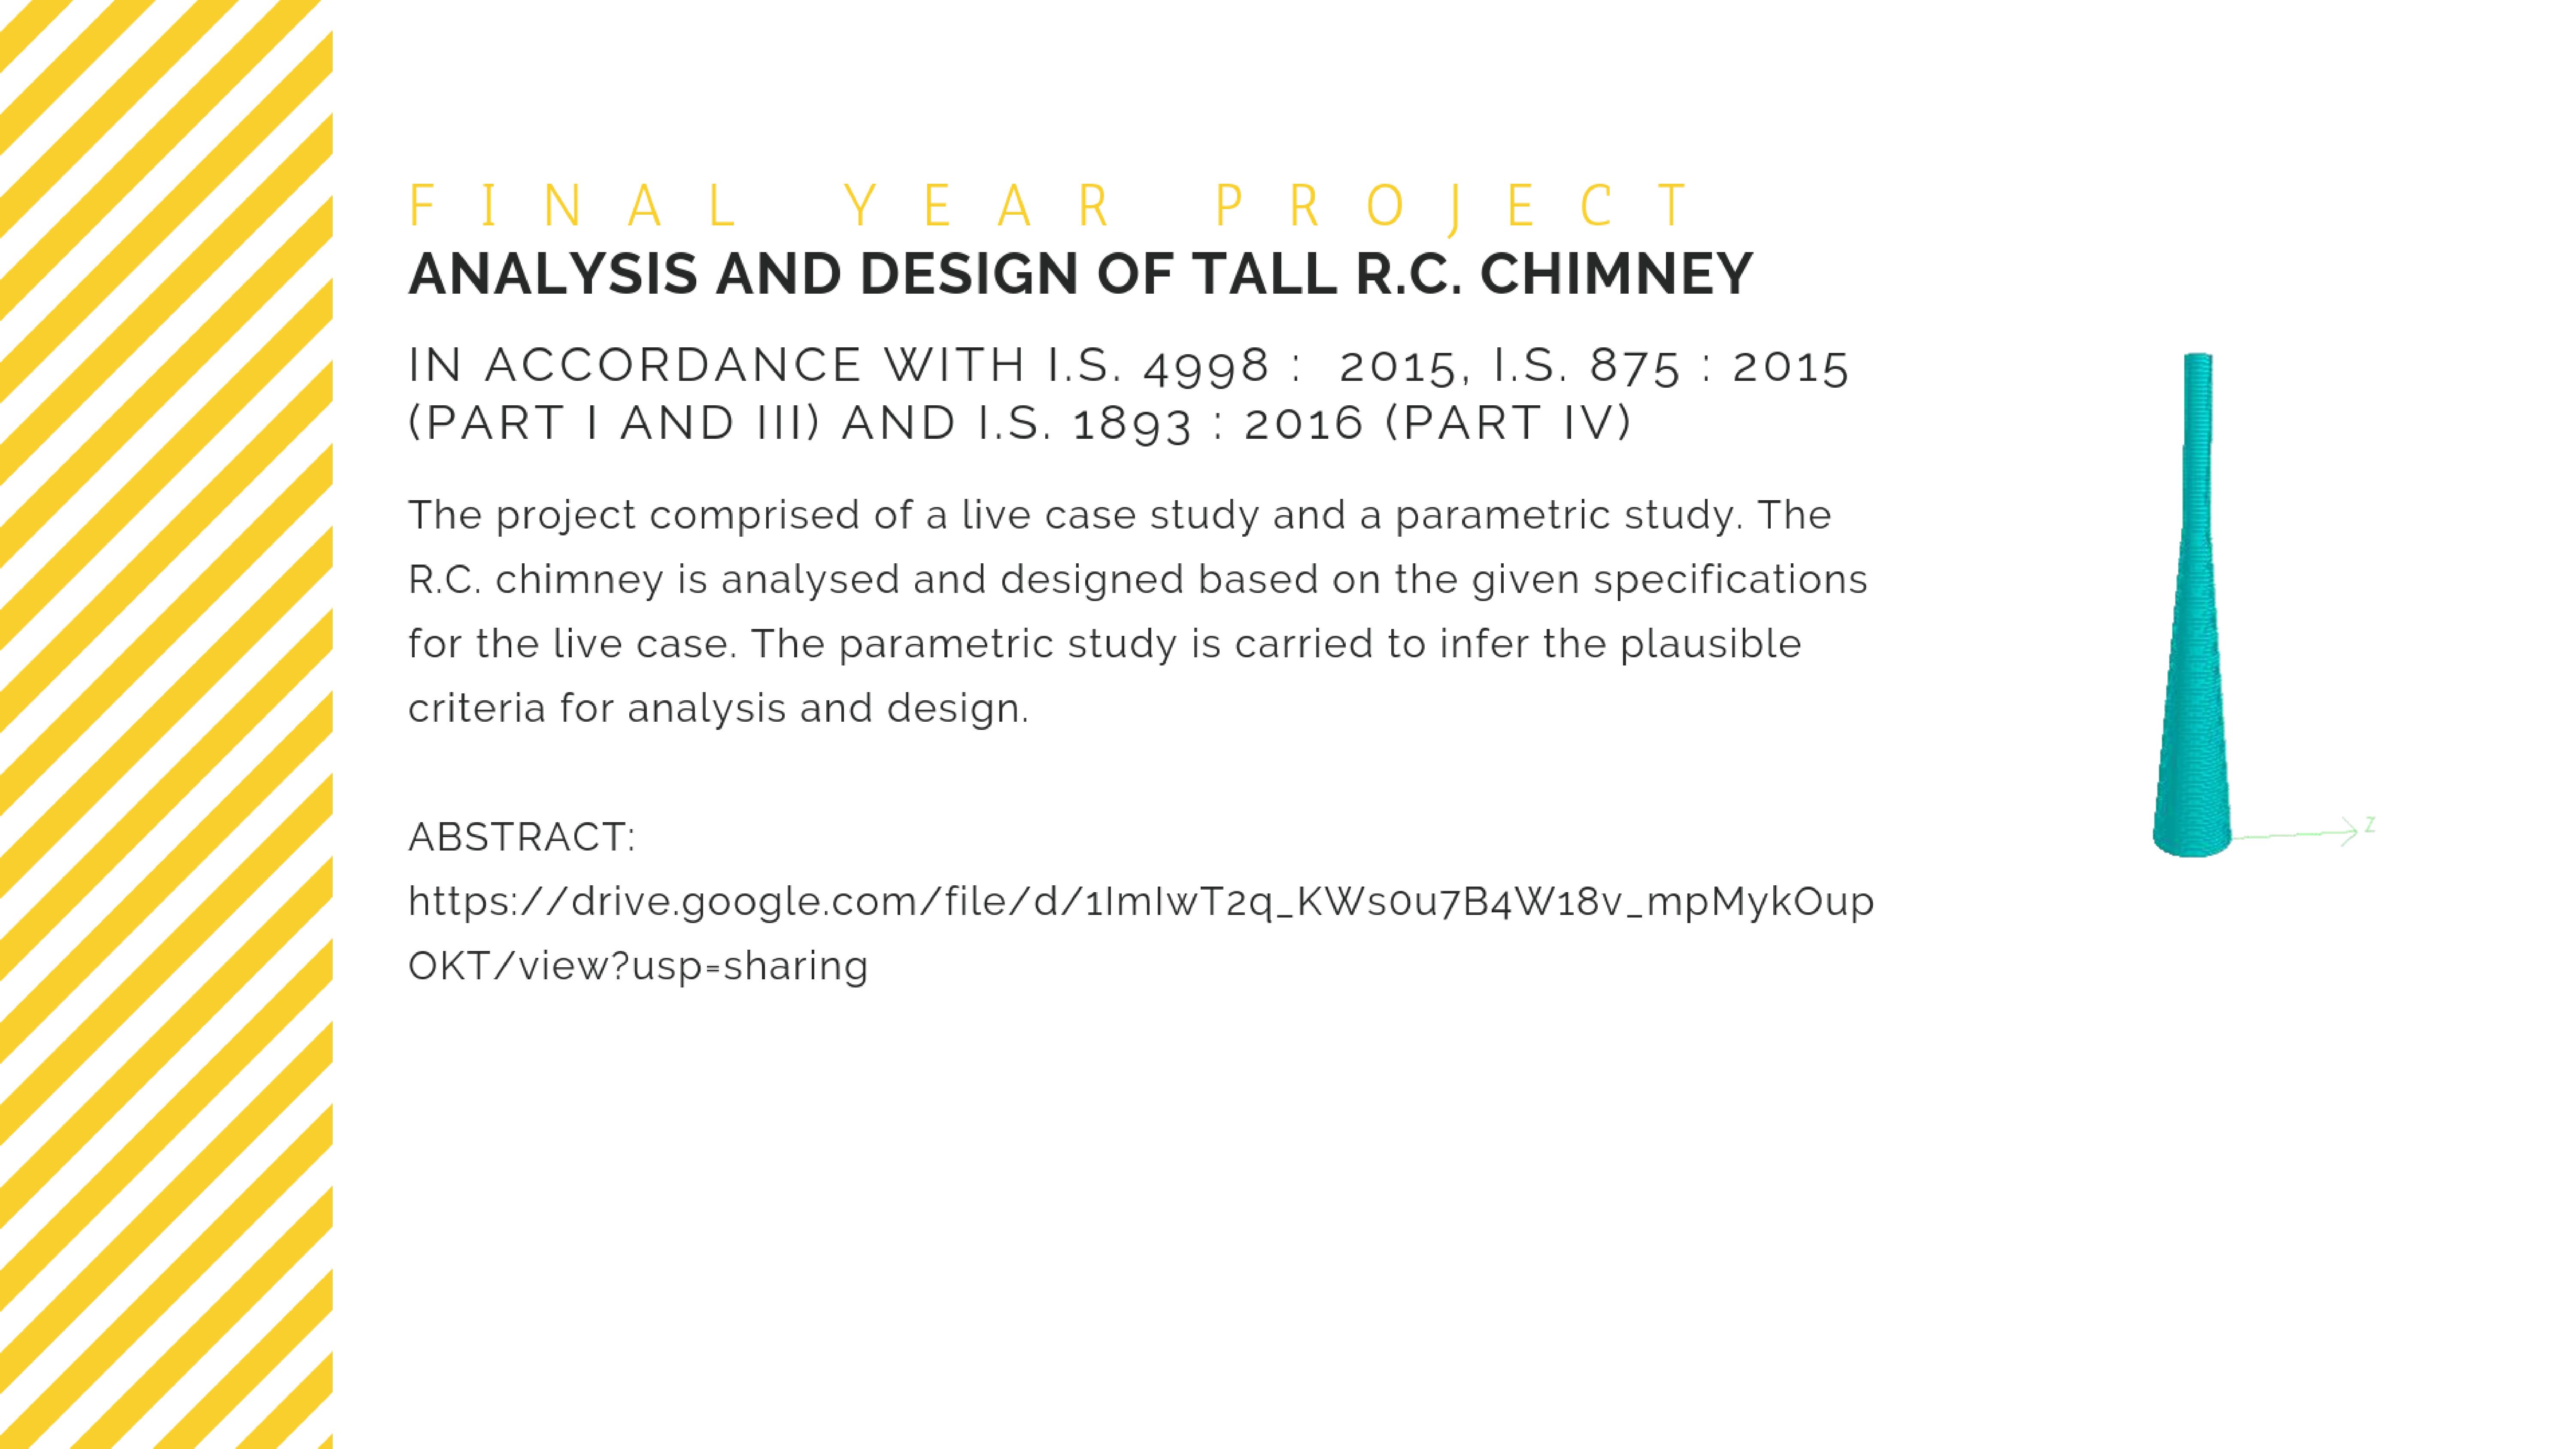 FINAL YEAR PROJECT
ANALYSIS AND DESIGN OF TALL R.C. CHIMNEY
IN ACCORDANCE WITH I.S. 4998 : 2015, I.S. 875 : 2015
(PART I AND III) AND I.S. 1893 : 2016 (PART IV)
The project comprised of a live case study and a parametric study. The
R.C. chimney is analysed and designed based on the given specifications
for the live case. The parametric study is carried to infer the plausible
criteria for analysis and design.
ABSTRACT:
https://drive.google.com/file/d/1ImIwT2q_KWs0u7B4W18v_mpMykOup
OKT/view?usp=sharing
Z